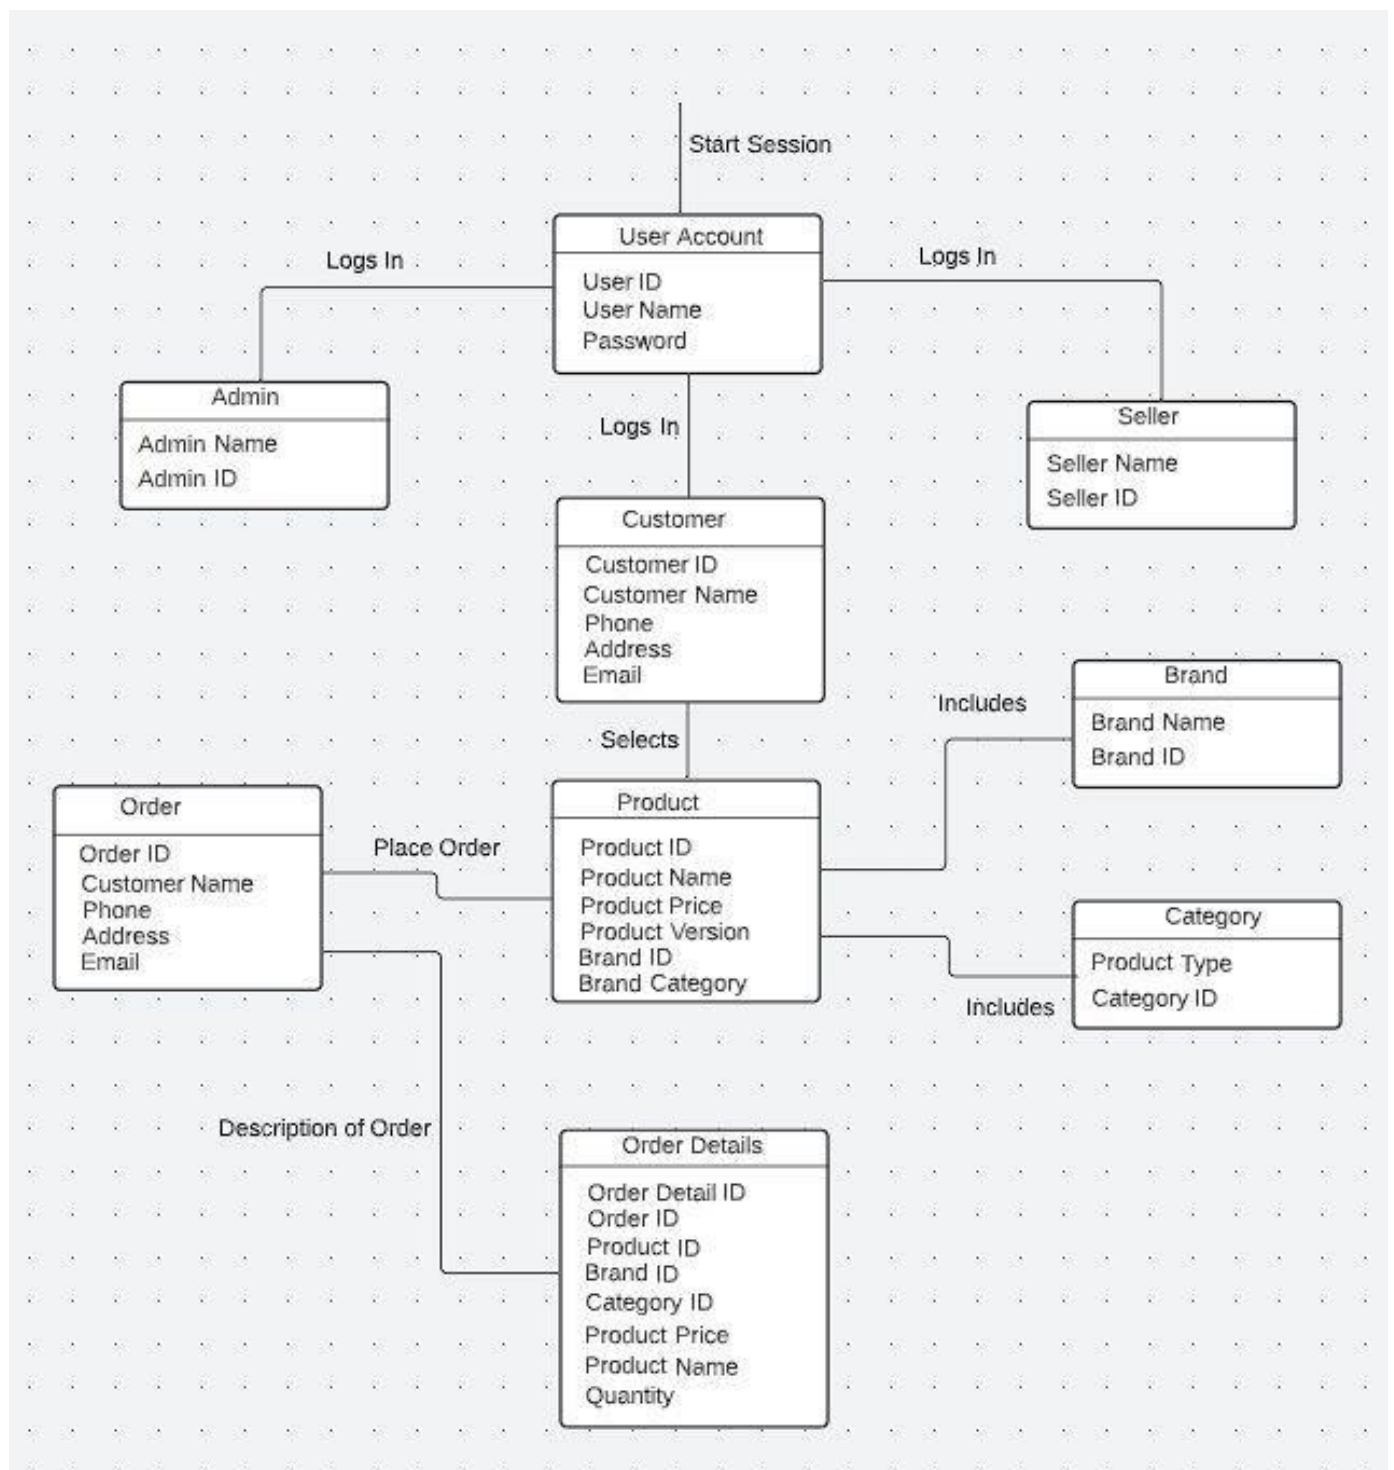 Start Session
User Account
User ID
User Name
Password
Logs In
Logs In
Admin
Admin Name
Admin ID
Logs In
Seller
Seller Name
Seller ID
Customer
Customer ID
Customer Name
Phone
Address
Email
Selects
Includes
Brand
Brand Name
Brand ID
Order
Order ID
Customer Name
Phone
Address
Email
Place Order
Product
Product ID
Product Name
Product Price
Product Version
Brand ID
Brand Category
Category
Product Type
Category ID
Includes
Description of Order
Order Details
Order Detail ID
Order ID
Product ID
Brand ID
Category ID
Product Price
Product Name
Quantity